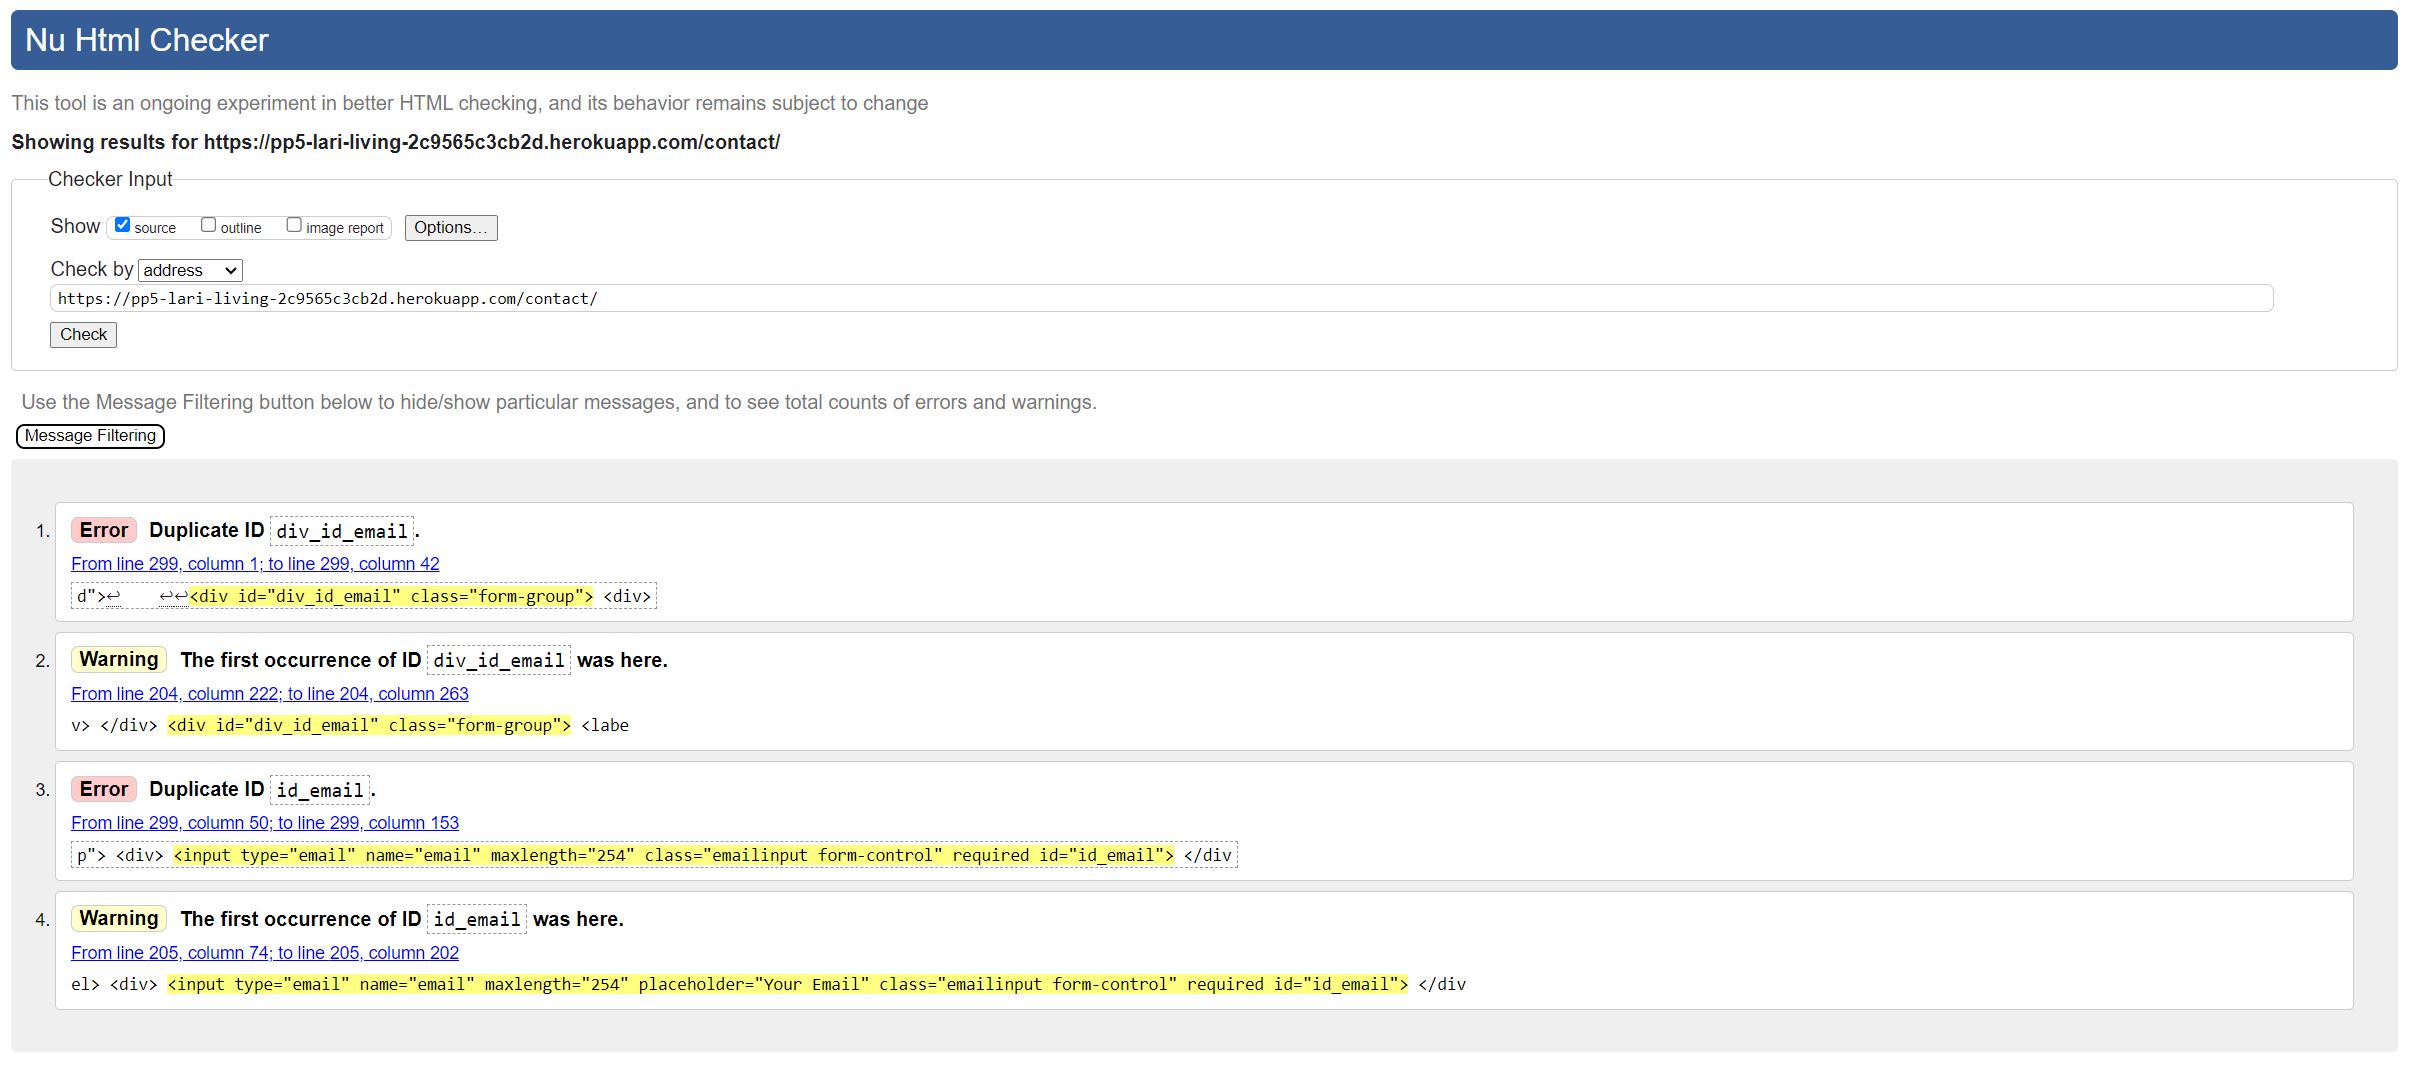 Nu Html Checker
This tool is an ongoing experiment in better HTML checking, and its behavior remains subject to change
Showing results for https://pp5-lari-living-2c9565c3cb2d.herokuapp.com/contact/
Checker Input
Show source outline image report Options...
Check by address
https://pp5-lari-living-2c9565c3cb2d.herokuapp.com/contact/
Check
Use the Message Filtering button below to hide/show particular messages, and to see total counts of errors and warnings.
Message Filtering
1. Error Duplicate ID div_id_email.
From line 299, column 1; to line 299, column 42
d">↩ ↩↩<div id="div_id_email" class="form-group"> <div>
2. Warning The first occurrence of ID div_id_email was here.
From line 204, column 222; to line 204, column 263
v> </div> <div id="div_id_email" class="form-group"> <labe
3. Error Duplicate ID id_email.
From line 299, column 50; to line 299, column 153
p"> <div> <input type="email" name="email" maxlength="254" class="emailinput form-control" required id="id_email"> </div
4. Warning The first occurrence of ID id_email was here.
From line 205, column 74; to line 205, column 202
el> <div> <input type="email" name="email" maxlength="254" placeholder="Your Email" class="emailinput form-control" required id="id_email"> </div